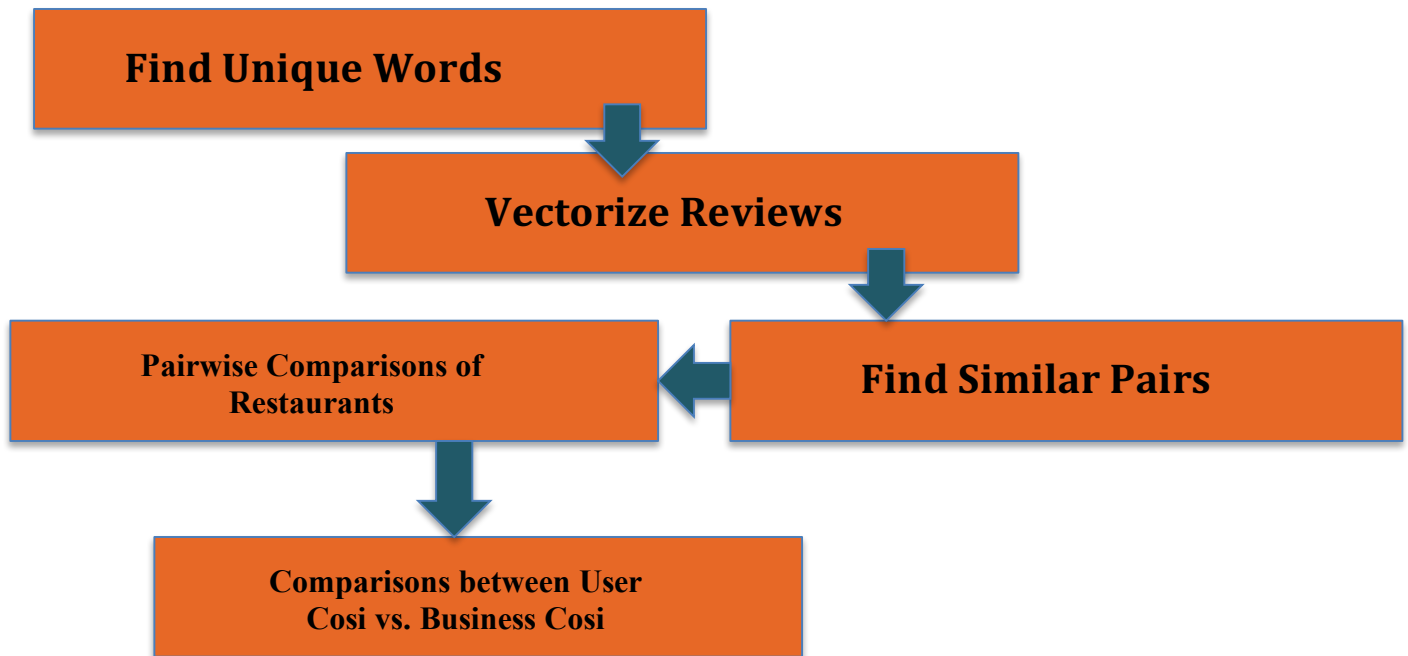 Find Unique Words
Vectorize Reviews
Find Similar Pairs
Pairwise Comparisons of
Restaurants
Comparisons between User
Cosi vs. Business Cosi